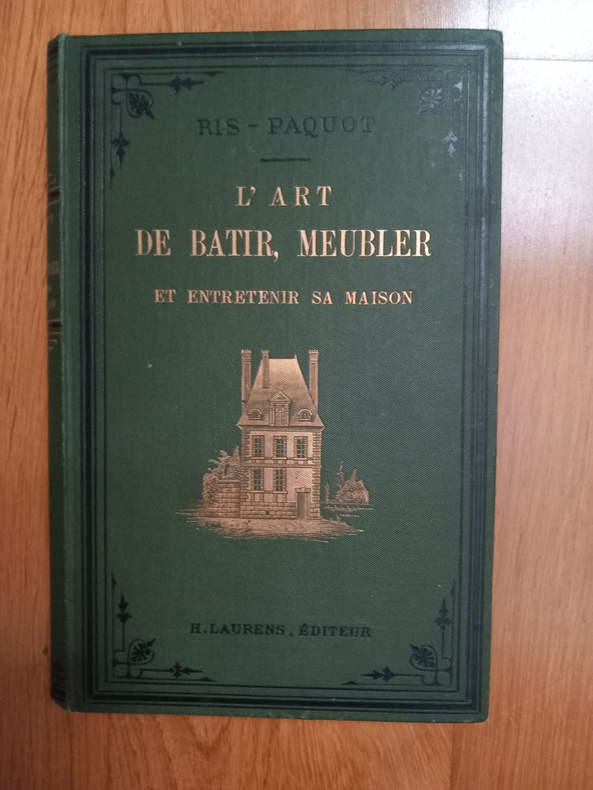 RIS - PAQUOT
L' ART
DE BATIR, MEUBLER
ET ENTRETENIR SA MAISON
H. LAURENS, ÉDITEUR